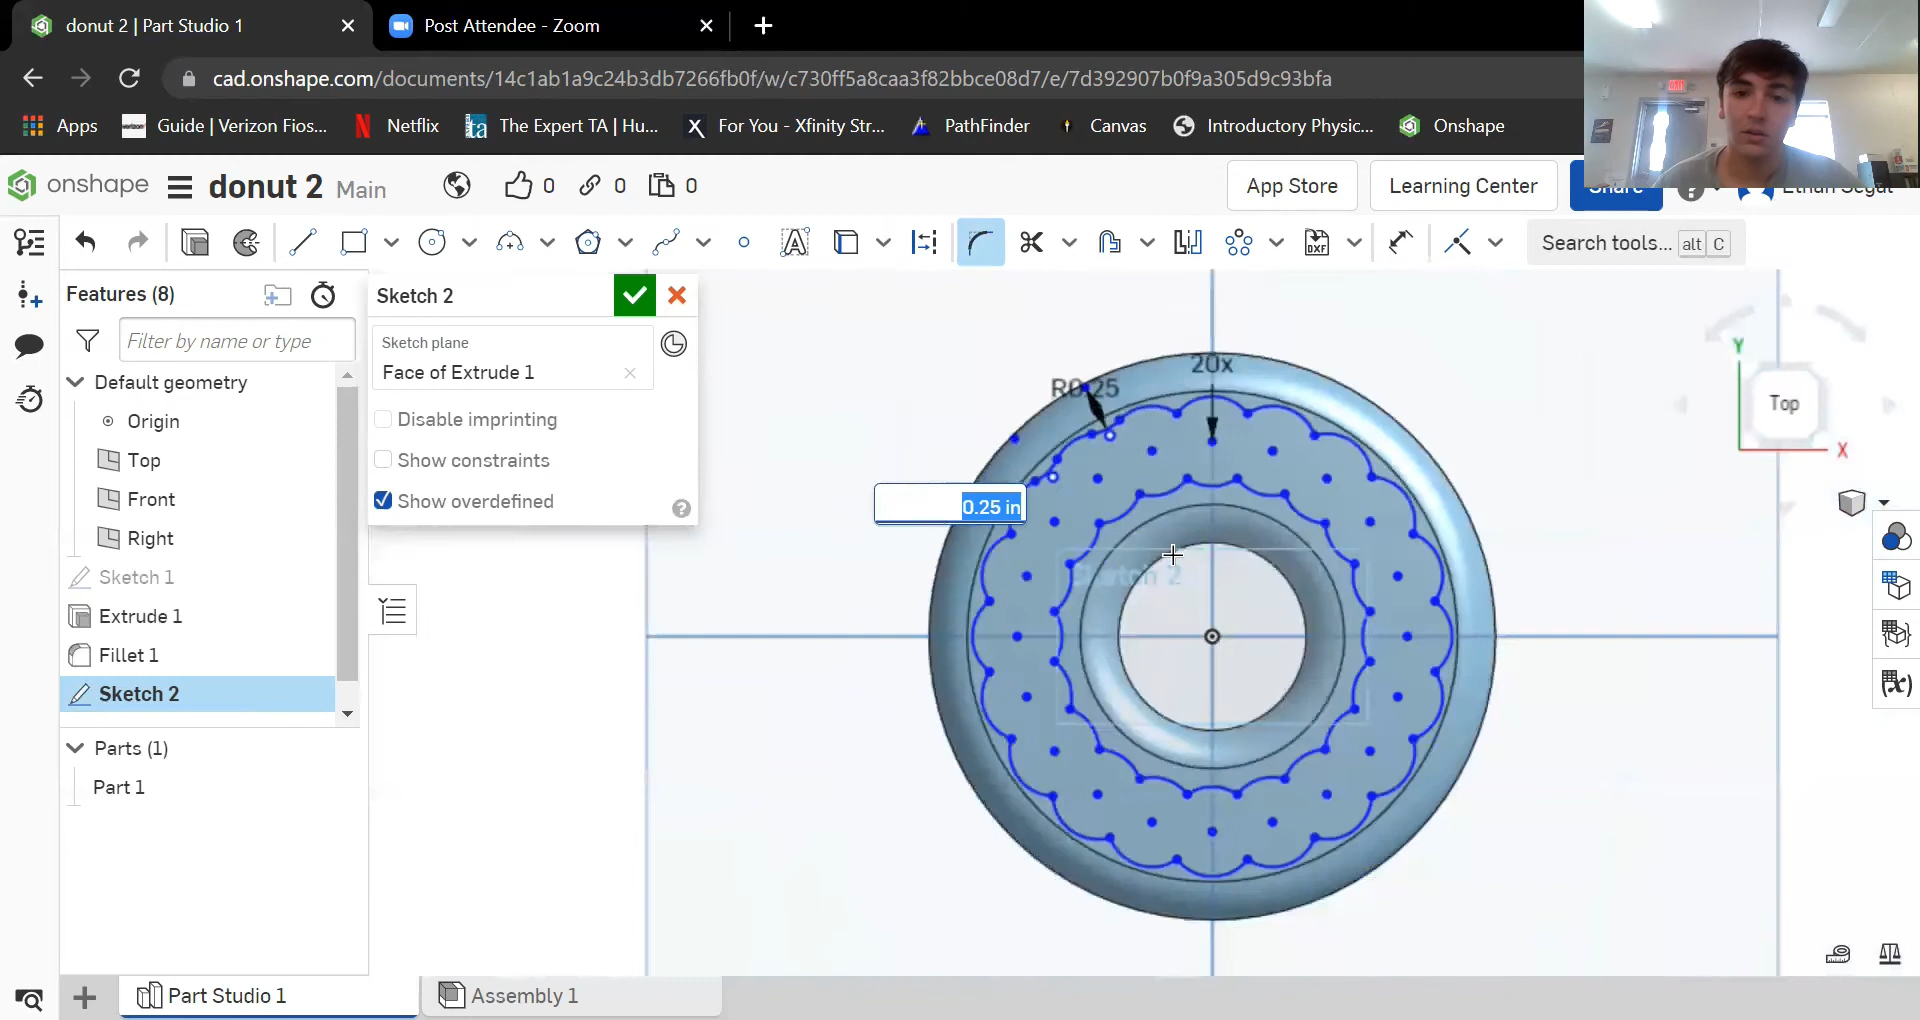 donut 2 | Part Studio 1
Post Attendee - Zoom
cad.onshape.com/documents/14c1ab1a9c24b3db7266fb0f/w/c730ff5a8caa3f82bbce08d7/e/7d392907b0f9a305d9c93bfa
Apps
Guide | Verizon Fios...
Netflix
The Expert TA | Hu...
For You - Xfinity Str...
PathFinder
Canvas
Introductory Physic...
Onshape
onshape
donut 2 Main
0
0
0
App Store
Learning Center
Share
Search tools... alt C
Features (8)
Filter by name or type
Default geometry
Origin
Top
Front
Right
Sketch 1
Extrude 1
Fillet 1
Sketch 2
Parts (1)
Part 1
Sketch 2
Sketch plane
Face of Extrude 1
Disable imprinting
Show constraints
Show overdefined
20x
R0.25
0.25 in
Sketch 2
Y
Top
X
(x)
Part Studio 1
Assembly 1